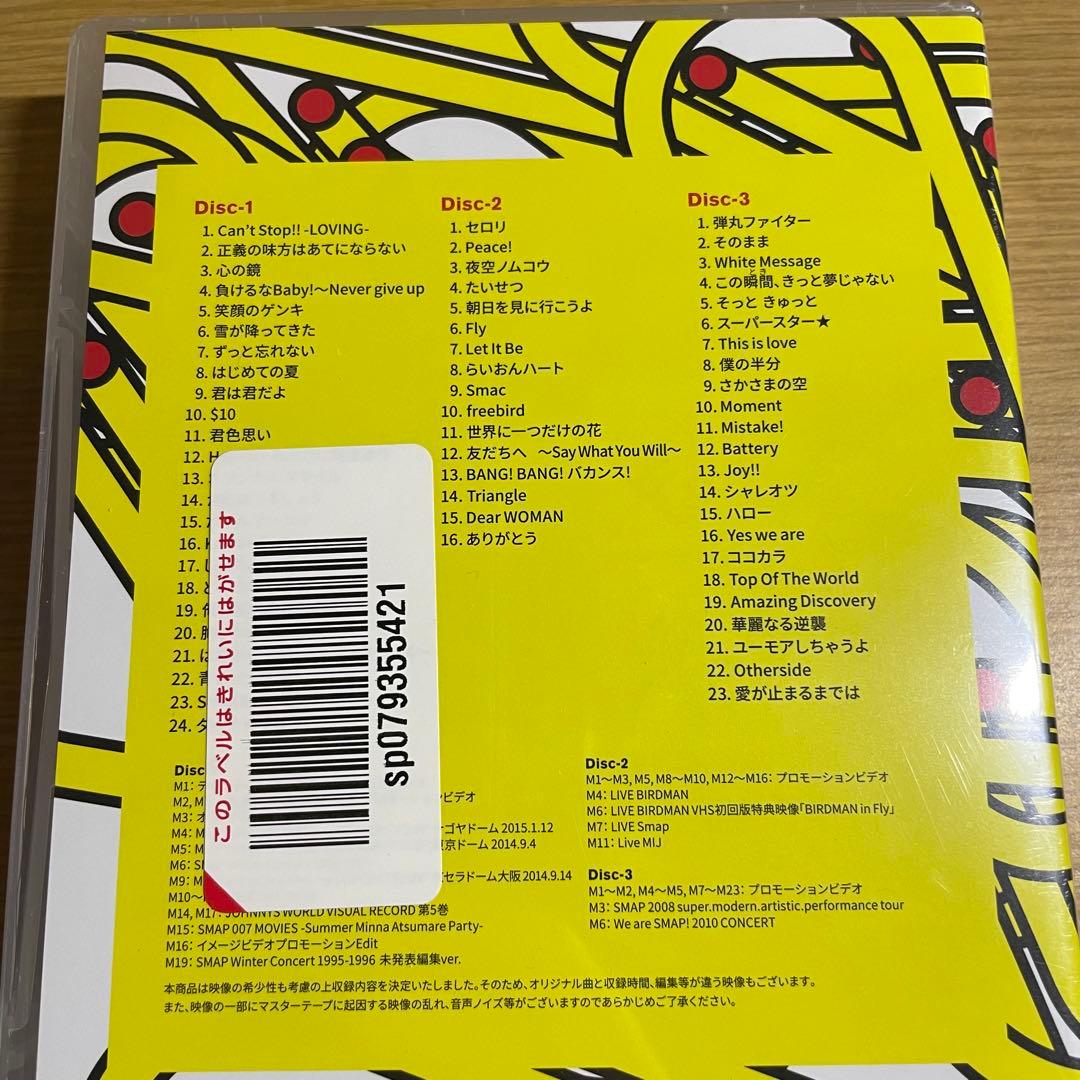 Disc-1
1. Can't Stop!! -LOVING-
2. 正義の味方はあてにならない
3. 心の鏡
4. 負けるなBaby!～Never give up
5. 笑顔のゲンキ
6. 雪が降ってきた
7. ずっと忘れない
8. はじめての夏
9. 君は君だよ
10. $10
11. 君色思い
12.
13.
14.
15.
16. K
17. し
18.
19. 俺
20.
21. は
22. 青
23. S
24.
Disc-2
1. セロリ
2. Peace!
3. 夜空ノムコウ
4. たいせつ
5. 朝日を見に行こうよ
6. Fly
7. Let It Be
8. らいおんハート
9. Smac
10. freebird
11. 世界に一つだけの花
12. 友だちへ ～Say What You Will～
13. BANG! BANG! バカンス!
14. Triangle
15. Dear WOMAN
16. ありがとう
Disc-3
1. 弾丸ファイター
2. そのまま
3. White Message
とき
4. この瞬間、きっと夢じゃない
5. そっと きゅっと
6. スーパースター★
7. This is love
8. 僕の半分
9. さかさまの空
10. Moment
11. Mistake!
12. Battery
13. Joy!!
14. シャレオツ
15. ハロー
16. Yes we are
17. ココカラ
18. Top Of The World
19. Amazing Discovery
20. 華麗なる逆襲
21. ユーモアしちゃうよ
22. Otherside
23. 愛が止まるまでは
このラベルはきれいにはがせます
sp079355421
Disc
M1: テ
M2, M ンビデオ
M3: オ
M4: M ナゴヤドーム 2015.1.12
M5: M 東京ドーム 2014.9.4
M6: S
M9: M セラドーム大阪 2014.9.14
M10～
M14, M17: JOHNNYS WORLD VISUAL RECORD 第5巻
M15: SMAP 007 MOVIES -Summer Minna Atsumare Party-
M16: イメージビデオプロモーションEdit
M19: SMAP Winter Concert 1995-1996 未発表編集ver.
Disc-2
M1～M3, M5, M8～M10, M12～M16: プロモーションビデオ
M4: LIVE BIRDMAN
M6: LIVE BIRDMAN VHS初回版特典映像「BIRDMAN in Fly」
M7: LIVE Smap
M11: Live MIJ
Disc-3
M1～M2, M4～M5, M7～M23: プロモーションビデオ
M3: SMAP 2008 super.modern.artistic.performance tour
M6: We are SMAP! 2010 CONCERT
本商品は映像の希少性も考慮の上収録内容を決定いたしました。そのため、オリジナル曲と収録時間、編集等が違う映像もございます。
また、映像の一部にマスターテープに起因する映像の乱れ、音声ノイズ等がございますのであらかじめご了承ください。